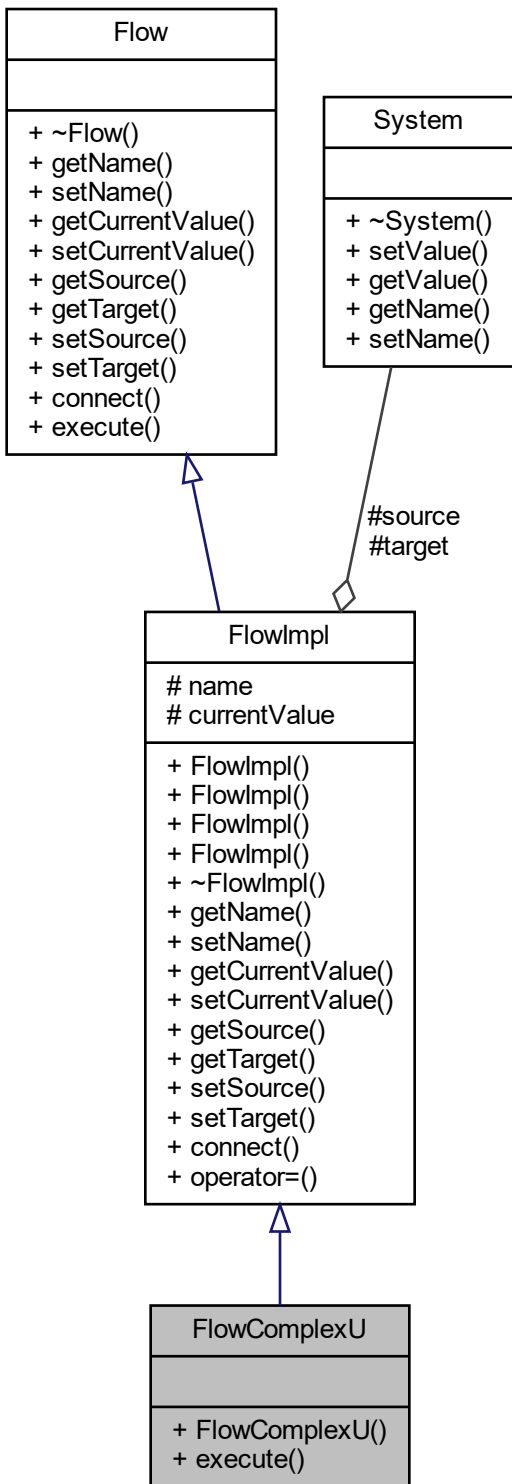 Flow
+ ~Flow()
+ getName()
+ setName()
+ getCurrentValue()
+ setCurrentValue()
+ getSource()
+ getTarget()
+ setSource()
+ setTarget()
+ connect()
+ execute()
System
+ ~System()
+ setValue()
+ getValue()
+ getName()
+ setName()
#source
#target
FlowImpl
# name
# currentValue
+ FlowImpl()
+ FlowImpl()
+ FlowImpl()
+ FlowImpl()
+ ~FlowImpl()
+ getName()
+ setName()
+ getCurrentValue()
+ setCurrentValue()
+ getSource()
+ getTarget()
+ setSource()
+ setTarget()
+ connect()
+ operator=()
FlowComplexU
+ FlowComplexU()
+ execute()